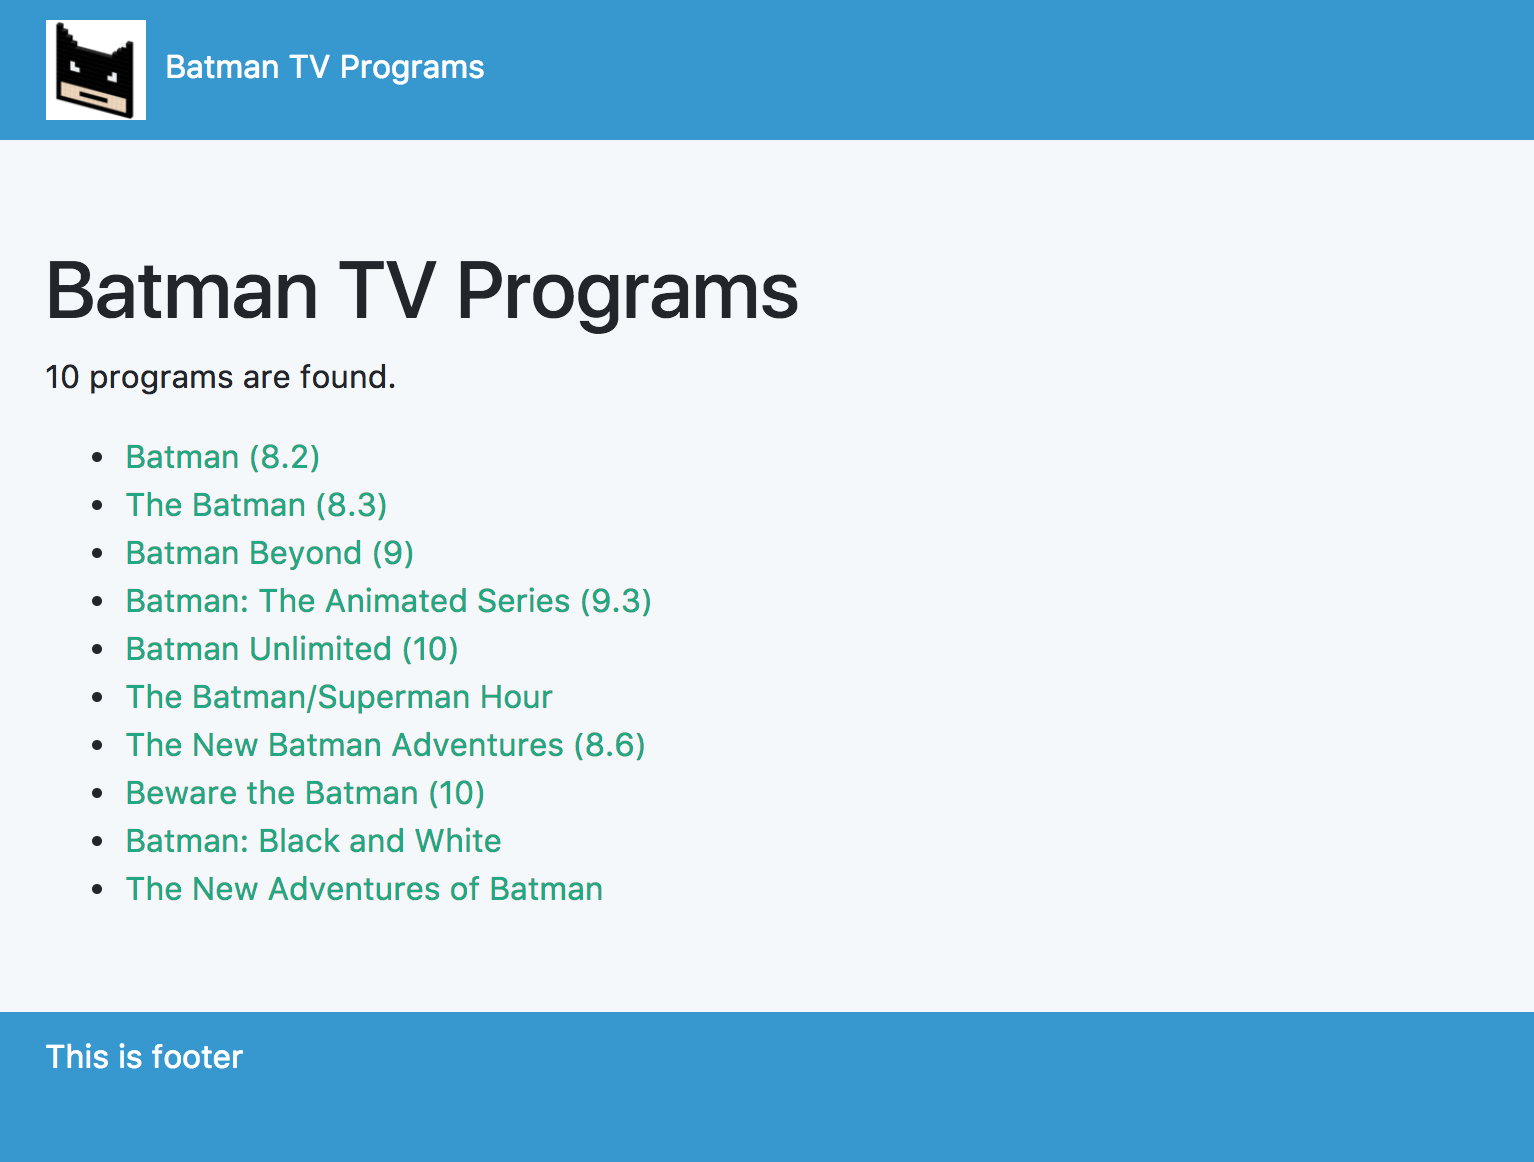 Batman TV Programs
Batman TV Programs
10 programs are found.
Batman (8.2)
The Batman (8.3)
Batman Beyond (9)
Batman: The Animated Series (9.3)
Batman Unlimited (10)
The Batman/Superman Hour
The New Batman Adventures (8.6)
Beware the Batman (10)
Batman: Black and White
The New Adventures of Batman
This is footer